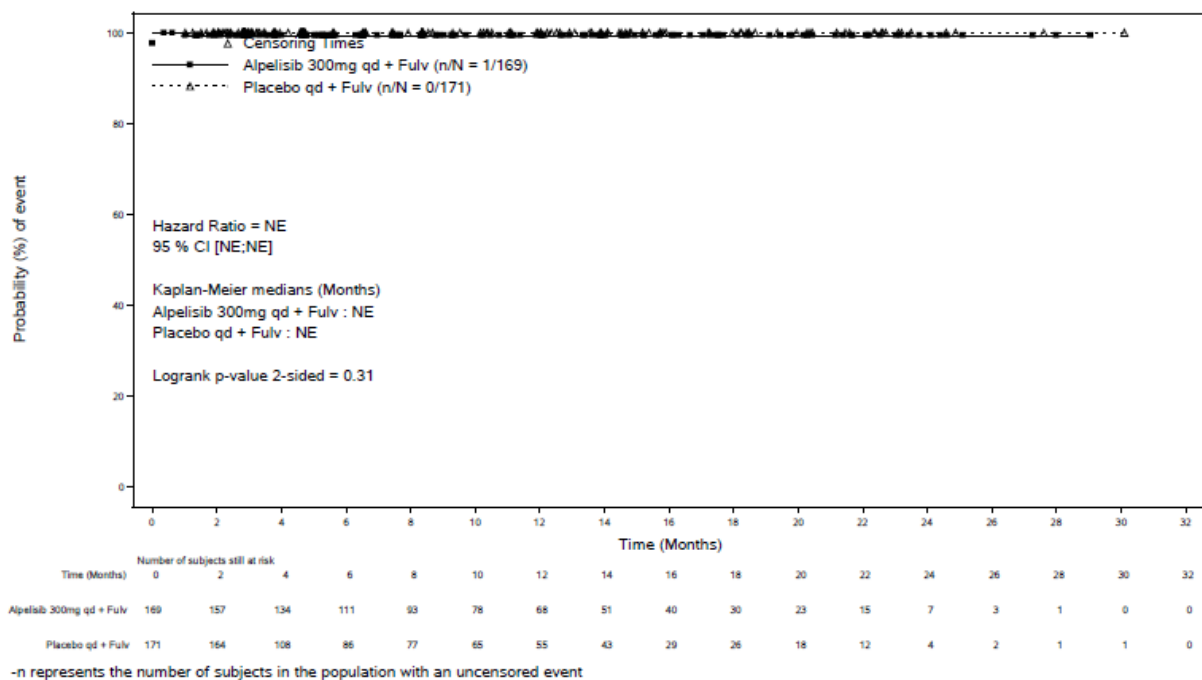 Probability (%) of event
100
80
60
40
20
0
Censoring Times
Alpelisib 300mg qd + Fulv (n/N = 1/169)
Placebo qd + Fulv (n/N = 0/171)
Hazard Ratio = NE
95 % CI [NE;NE]
Kaplan-Meier medians (Months)
Alpelisib 300mg qd + Fulv : NE
Placebo qd + Fulv : NE
Logrank p-value 2-sided = 0.31
0 2 4 6 8 10 12 14 16 18 20 22 24 26 28 30 32
Time (Months)
Number of subjects still at risk
Time (Months) 0 2 4 6 8 10 12 14 16 18 20 22 24 26 28 30 32
Alpelisib 300mg qd + Fulv 169 157 134 111 93 78 68 51 40 30 23 15 7 3 1 0 0
Placebo qd + Fulv 171 164 108 86 77 65 55 43 29 26 18 12 4 2 1 1 0
-n represents the number of subjects in the population with an uncensored event